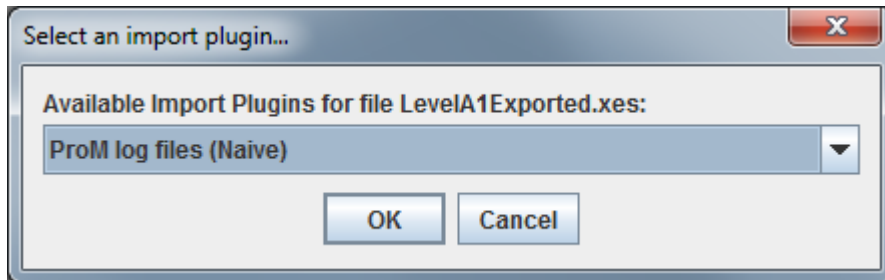 Select an import plugin...
Available Import Plugins for file LevelA1Exported.xes:
ProM log files (Naive)
OK Cancel